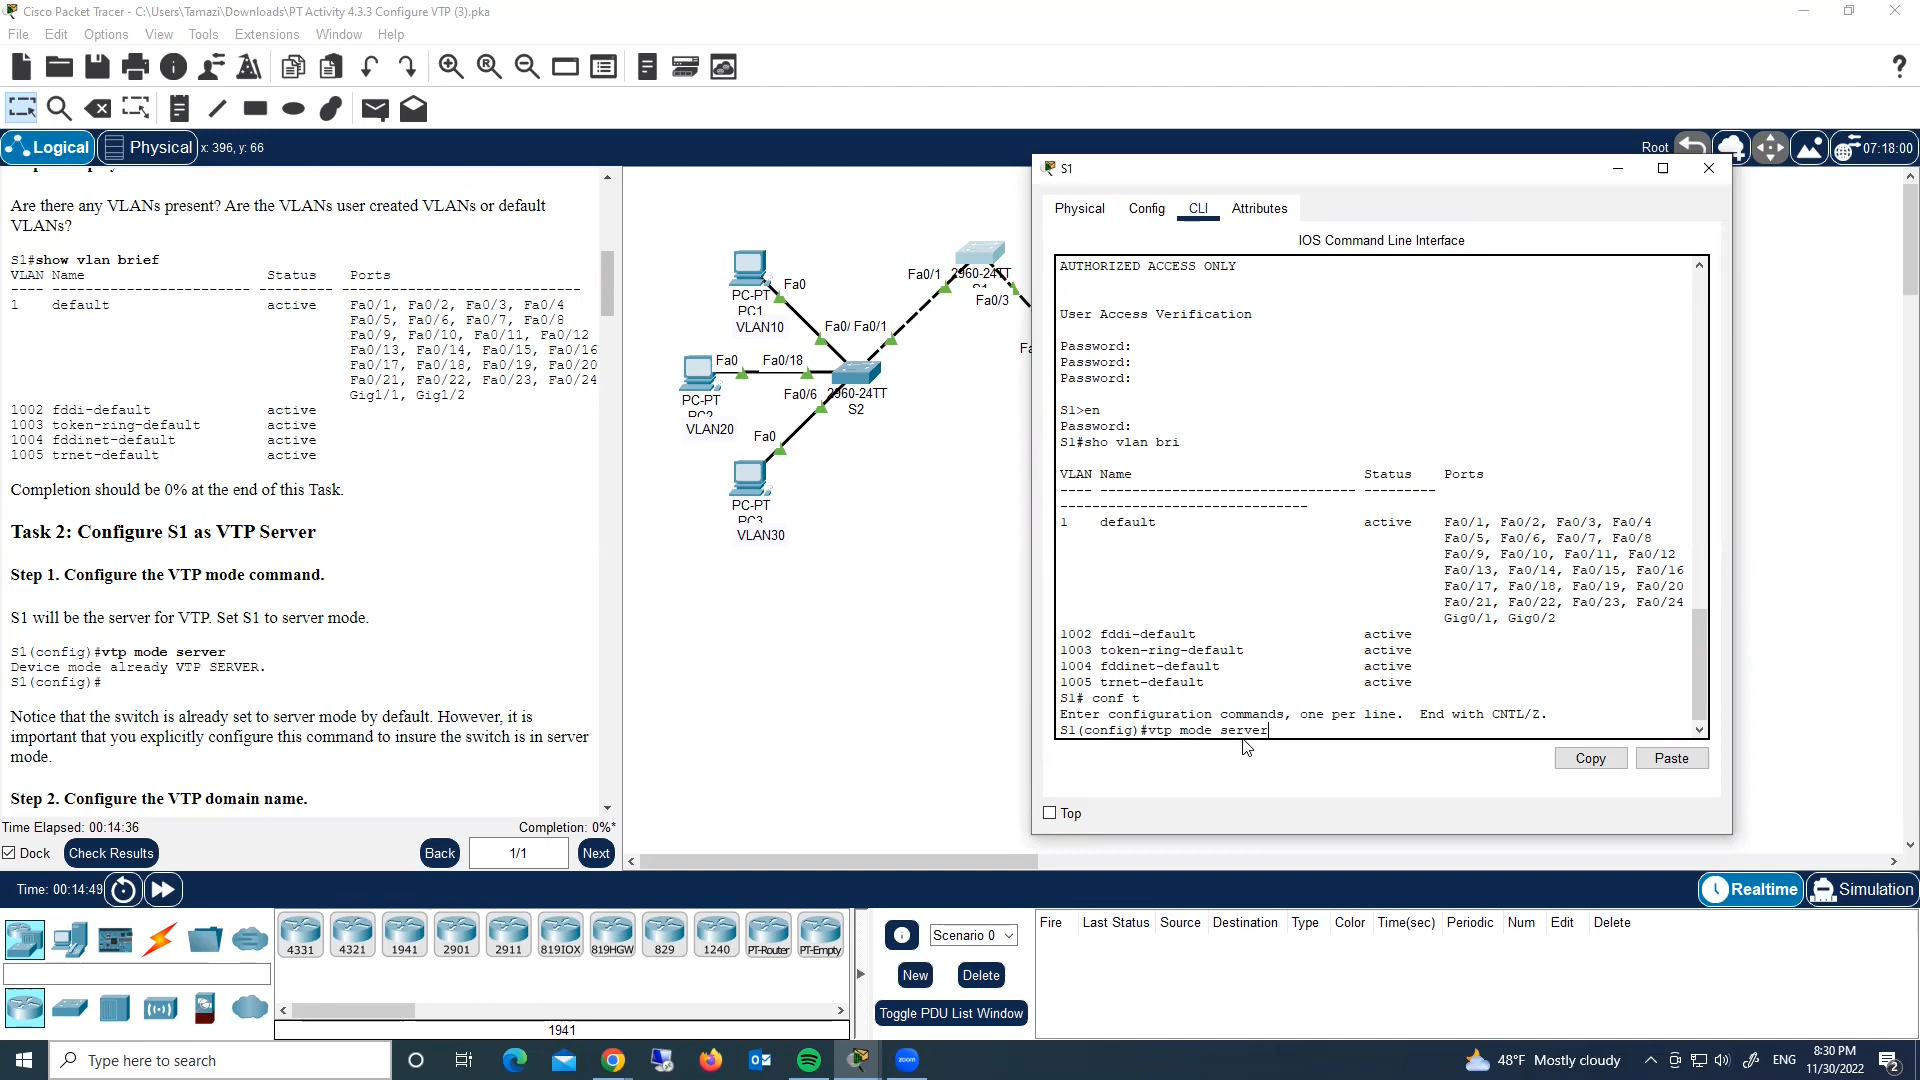 Cisco Packet Tracer - C:\Users\Tamazi\Downloads\PT Activity 4.3.3 Configure VTP (3).pka
File Edit Options View Tools Extensions Window Help
Logical Physical x: 396, y: 66 Root 07:18:00
Are there any VLANs present? Are the VLANs user created VLANs or default
VLANs?
S1#show vlan brief
VLAN Name Status Ports
---- -------------------------------- --------- -------------------------------
1 default active Fa0/1, Fa0/2, Fa0/3, Fa0/4
Fa0/5, Fa0/6, Fa0/7, Fa0/8
Fa0/9, Fa0/10, Fa0/11, Fa0/12
Fa0/13, Fa0/14, Fa0/15, Fa0/16
Fa0/17, Fa0/18, Fa0/19, Fa0/20
Fa0/21, Fa0/22, Fa0/23, Fa0/24
Gig1/1, Gig1/2
1002 fddi-default active
1003 token-ring-default active
1004 fddinet-default active
1005 trnet-default active
Completion should be 0% at the end of this Task.
Task 2: Configure S1 as VTP Server
Step 1. Configure the VTP mode command.
S1 will be the server for VTP. Set S1 to server mode.
S1(config)#vtp mode server
Device mode already VTP SERVER.
S1(config)#
Notice that the switch is already set to server mode by default. However, it is
important that you explicitly configure this command to insure the switch is in server
mode.
Step 2. Configure the VTP domain name.
Time Elapsed: 00:14:36 Completion: 0%*
Dock Check Results Back 1/1 Next
Fa0
PC-PT
PC1
VLAN10
Fa0/ Fa0/1
Fa0/1 2960-24TT
S1
Fa0/3
Fa0 Fa0/18
PC-PT
PC2
VLAN20
Fa0/6 2960-24TT
S2
Fa0
PC-PT
PC3
VLAN30
S1
Physical Config CLI Attributes
IOS Command Line Interface
AUTHORIZED ACCESS ONLY
User Access Verification
Password:
Password:
Password:
S1>en
Password:
S1#sho vlan bri
VLAN Name Status Ports
---- -------------------------------- ---------
-------------------------------
1 default active Fa0/1, Fa0/2, Fa0/3, Fa0/4
Fa0/5, Fa0/6, Fa0/7, Fa0/8
Fa0/9, Fa0/10, Fa0/11, Fa0/12
Fa0/13, Fa0/14, Fa0/15, Fa0/16
Fa0/17, Fa0/18, Fa0/19, Fa0/20
Fa0/21, Fa0/22, Fa0/23, Fa0/24
Gig0/1, Gig0/2
1002 fddi-default active
1003 token-ring-default active
1004 fddinet-default active
1005 trnet-default active
S1# conf t
Enter configuration commands, one per line. End with CNTL/Z.
S1(config)#vtp mode server
Copy Paste
Top
Time: 00:14:49 Realtime Simulation
4331 4321 1941 2901 2911 819IOX 819HGW 829 1240 PT-Router PT-Empty
1941
Scenario 0
New Delete
Toggle PDU List Window
Fire Last Status Source Destination Type Color Time(sec) Periodic Num Edit Delete
Type here to search
zoom
48°F Mostly cloudy ENG 8:30 PM
11/30/2022
2